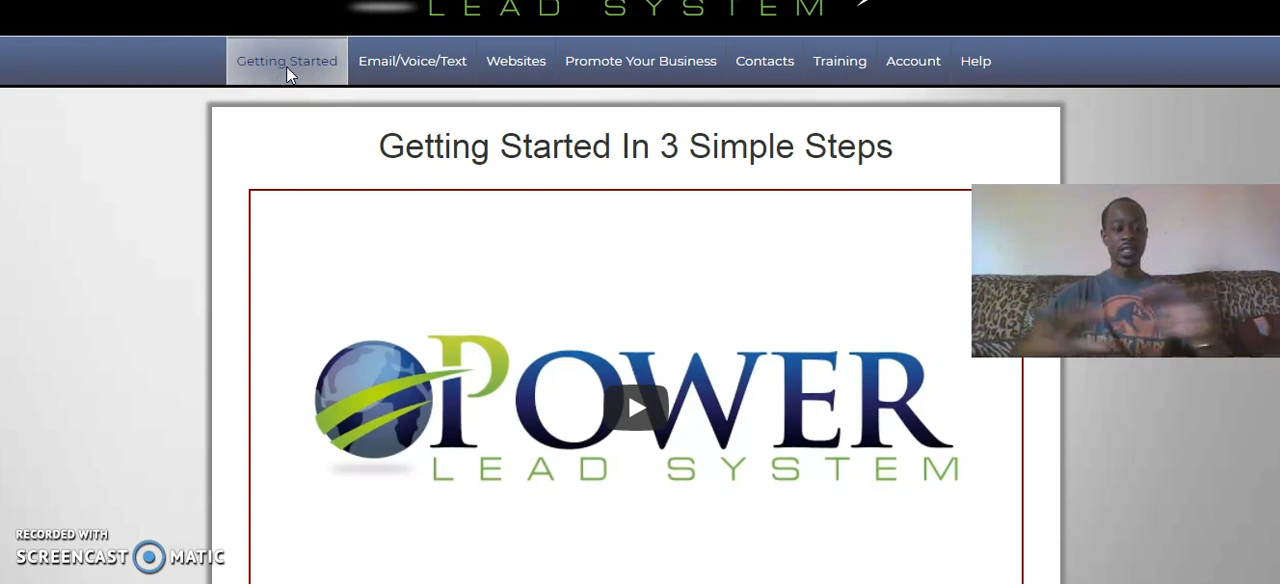 LEAD SYSTEM
Getting Started Email/Voice/Text Websites Promote Your Business Contacts Training Account Help
Getting Started In 3 Simple Steps
POWER
LEAD SYSTEM
RECORDED WITH
SCREENCAST MATIC